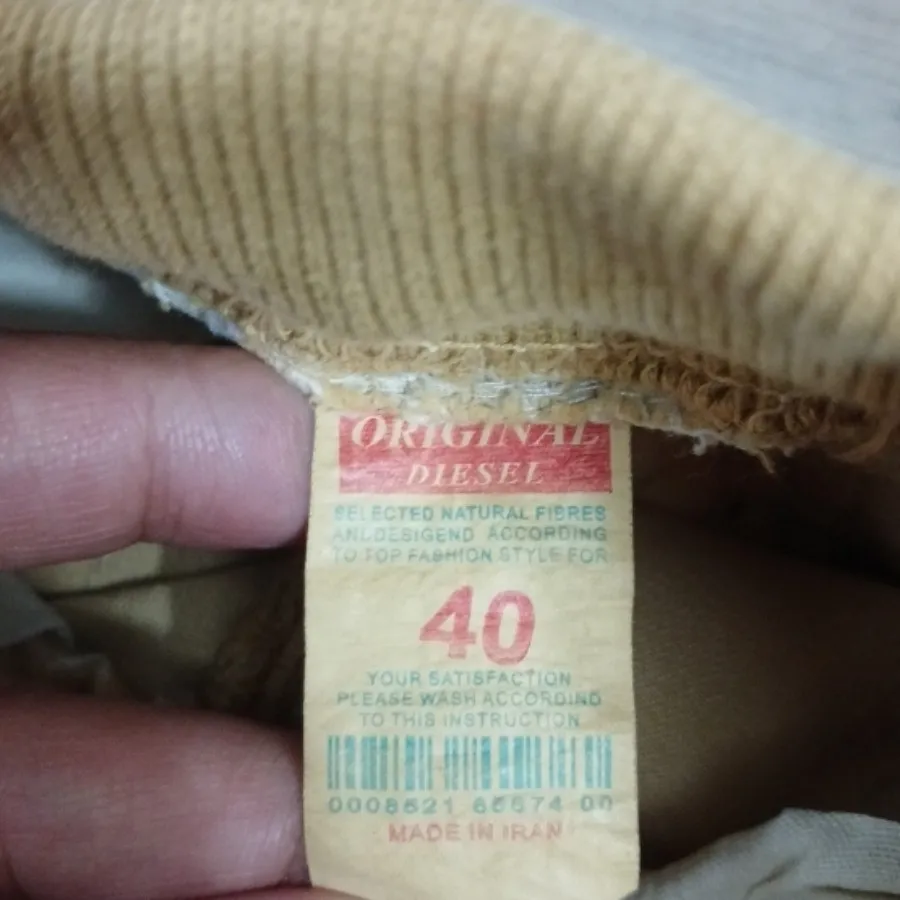 ORIGINAL
DIESEL
SELECTED NATURAL FIBRES
ANLDESIGEND ACCORDING
TO TOP FASHION STYLE FOR
40
YOUR SATISFACTION
PLEASE WASH ACCORDING
TO THIS INSTRUCTION
0008521 65574 00
MADE IN IRAN